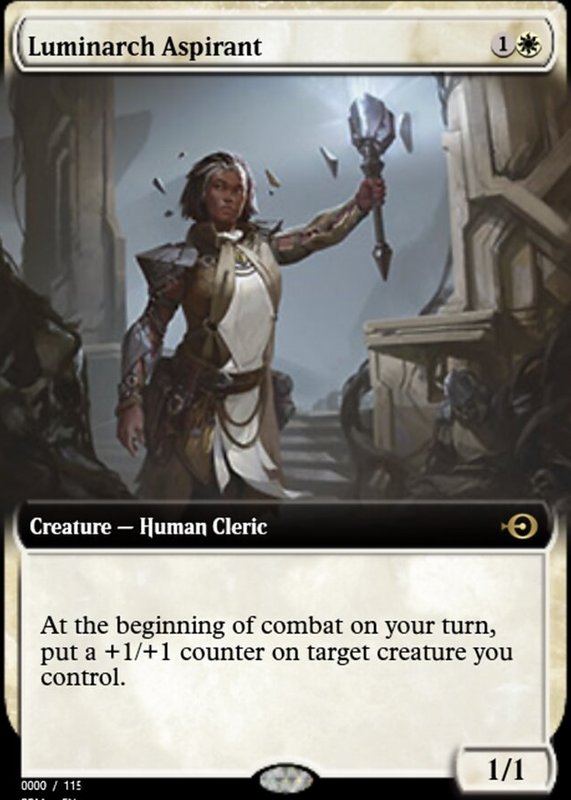 Luminarch Aspirant
1
Creature — Human Cleric
At the beginning of combat on your turn,
put a +1/+1 counter on target creature you
control.
1/1
0000 / 115